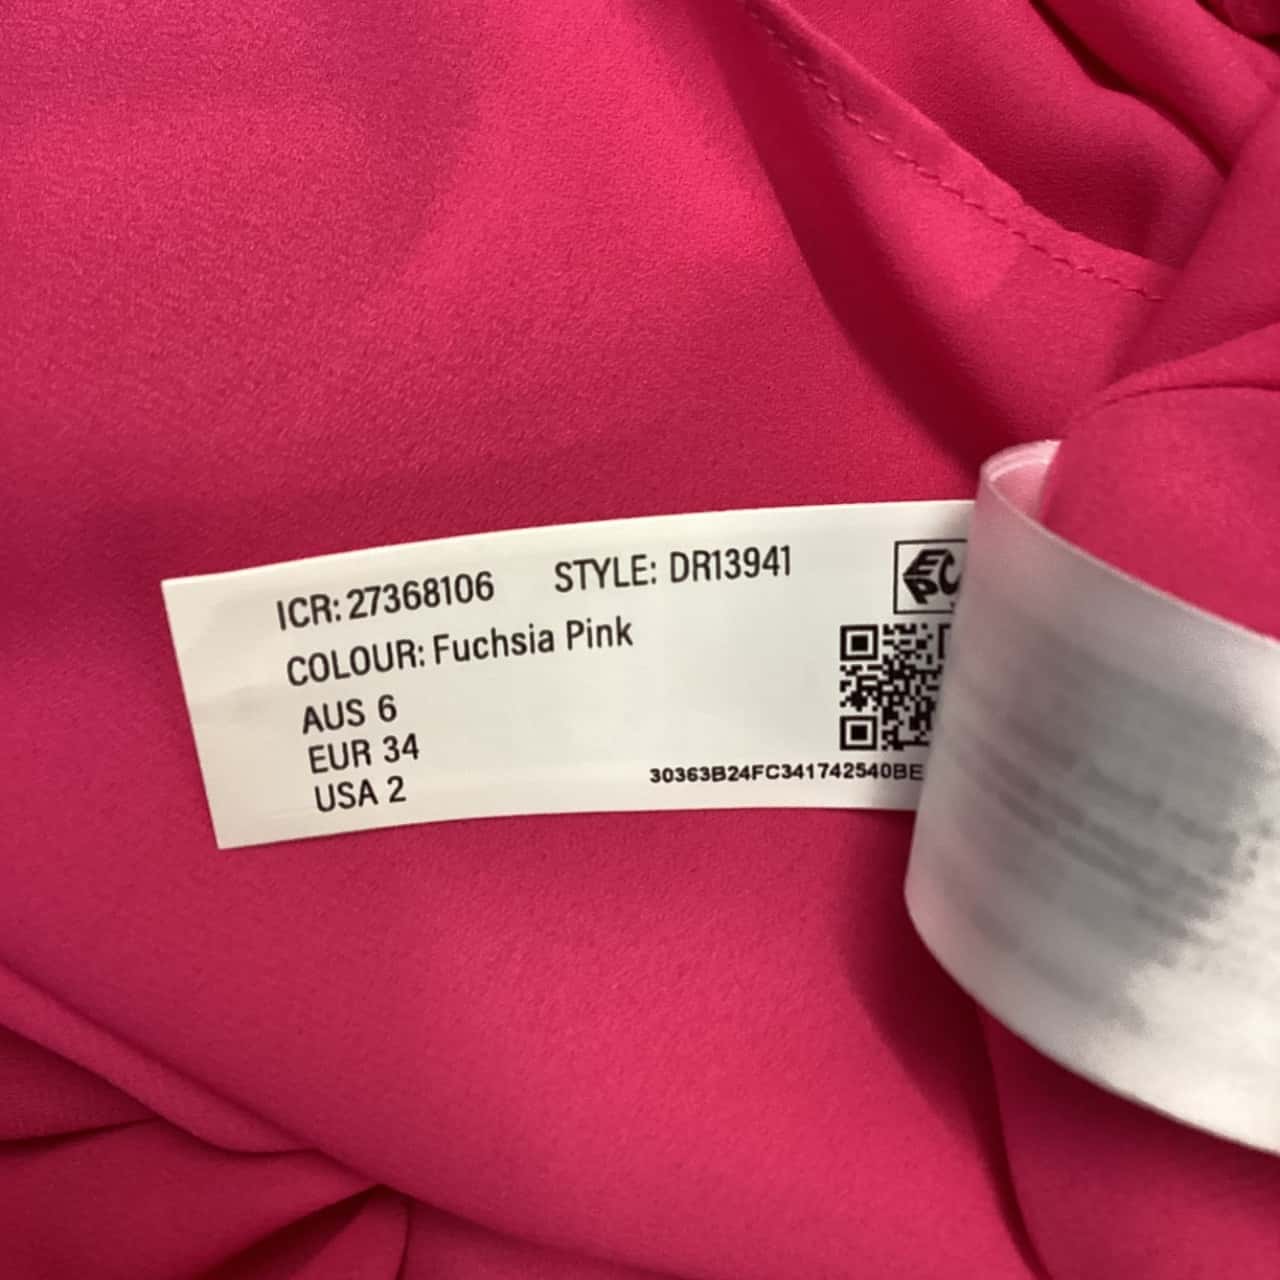 ICR: 27368106 STYLE: DR13941
COLOUR: Fuchsia Pink
AUS 6
EUR 34
USA 2
30363B24FC341742540BE